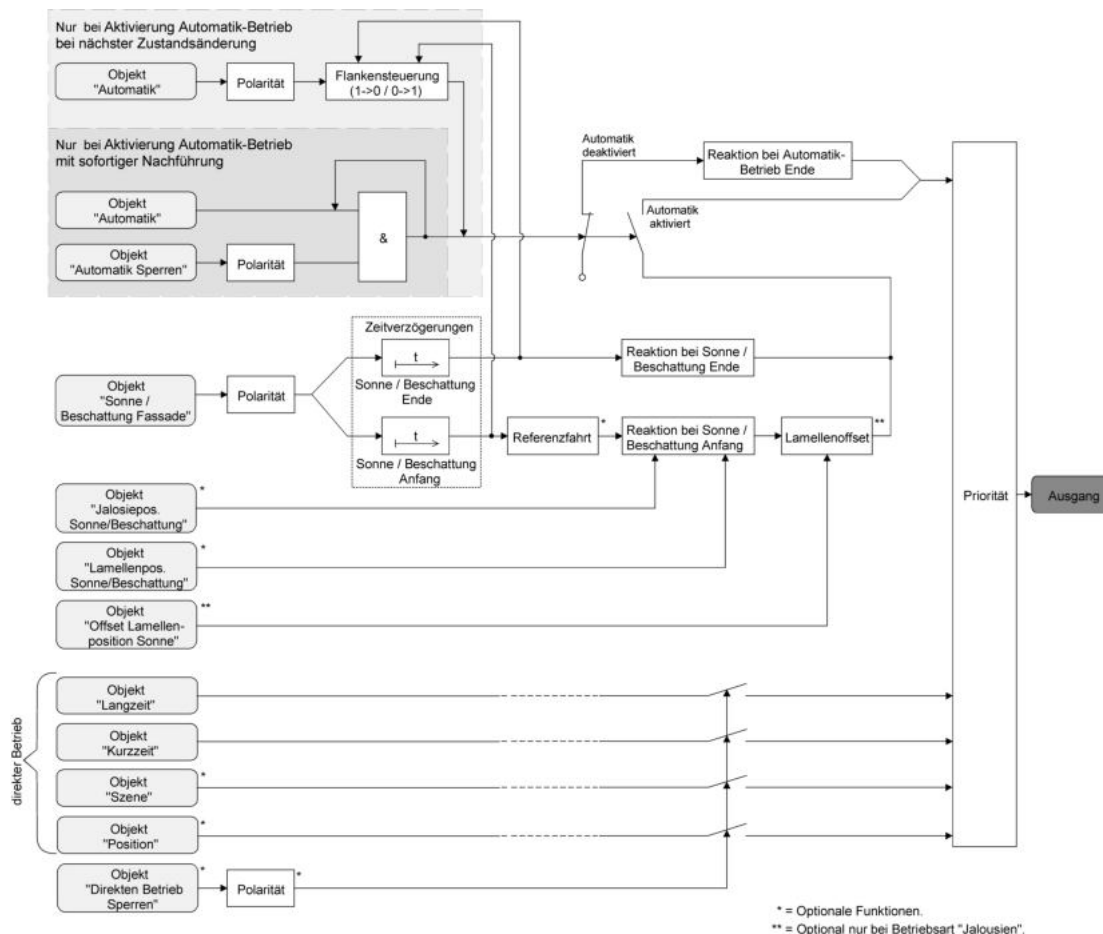 Nur bei Aktivierung Automatik-Betrieb
bei nächster Zustandsänderung
Objekt
"Automatik"
Polarität
Flankensteuerung
(1->0 / 0->1)
Nur bei Aktivierung Automatik-Betrieb
mit sofortiger Nachführung
Objekt
"Automatik"
Objekt
"Automatik Sperren"
Polarität
&
Automatik
deaktiviert
Reaktion bei Automatik-
Betrieb Ende
Automatik
aktiviert
Zeitverzögerungen
t
Sonne / Beschattung
Ende
Reaktion bei Sonne /
Beschattung Ende
Objekt
"Sonne /
Beschattung Fassade"
Polarität
t
Sonne / Beschattung
Anfang
Referenzfahrt
*
Reaktion bei Sonne /
Beschattung Anfang
Lamellenoffset
**
Objekt
"Jalosiepos.
Sonne/Beschattung"
*
Objekt
"Lamellenpos.
Sonne/Beschattung"
*
Objekt
"Offset Lamellen-
position Sonne"
**
Priorität
Ausgang
direkter Betrieb
Objekt
"Langzeit"
Objekt
"Kurzzeit"
Objekt
"Szene"
*
Objekt
"Position"
*
Objekt
"Direkten Betrieb
Sperren"
*
Polarität
*
* = Optionale Funktionen.
** = Optional nur bei Betriebsart "Jalousien".